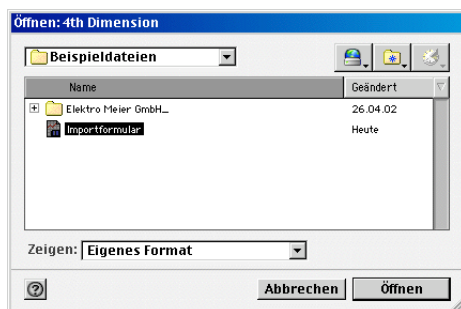 Öffnen: 4th Dimension
Beispieldateien
Name Geändert
Elektro Meier GmbH_ 26.04.02
Importformular Heute
Zeigen: Eigenes Format
? Abbrechen Öffnen